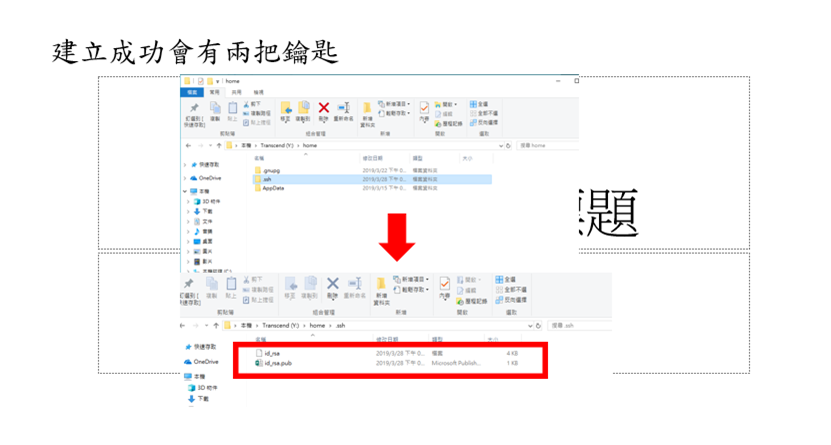 建立成功會有兩把鑰匙
home
檔案 常用 共用 檢視
剪下
複製路徑
貼上捷徑
釘選到 [快速存取]
複製
貼上
移至
複製到
刪除
重新命名
新增資料夾
新增項目
輕鬆存取
內容
開啟
編輯
歷程記錄
全選
全部不選
反向選擇
剪貼簿 組合管理 新增 開啟 選取
本機 > Transcend (Y:) > home
搜尋 home
名稱 修改日期 類型 大小
.gnupg 2019/3/22 下午 0... 檔案資料夾
.ssh 2019/3/28 下午 0... 檔案資料夾
AppData 2019/3/13 下午 0... 檔案資料夾
快速存取
OneDrive
本機
3D 物件
下載
文件
音樂
桌面
圖片
影片
題
剪下
複製路徑
貼上捷徑
複製
貼上
移至
複製到
刪除
重新命名
新增資料夾
新增項目
輕鬆存取
內容
開啟
編輯
歷程記錄
全選
全部不選
反向選擇
剪貼簿 組合管理 新增 開啟 選取
本機 > Transcend (Y:) > home > .ssh
搜尋 .ssh
名稱 修改日期 類型 大小
id_rsa 2019/3/28 下午 0... 檔案 4 KB
id_rsa.pub 2019/3/28 下午 0... Microsoft Publish... 1 KB
快速存取
OneDrive
本機
3D 物件
下載